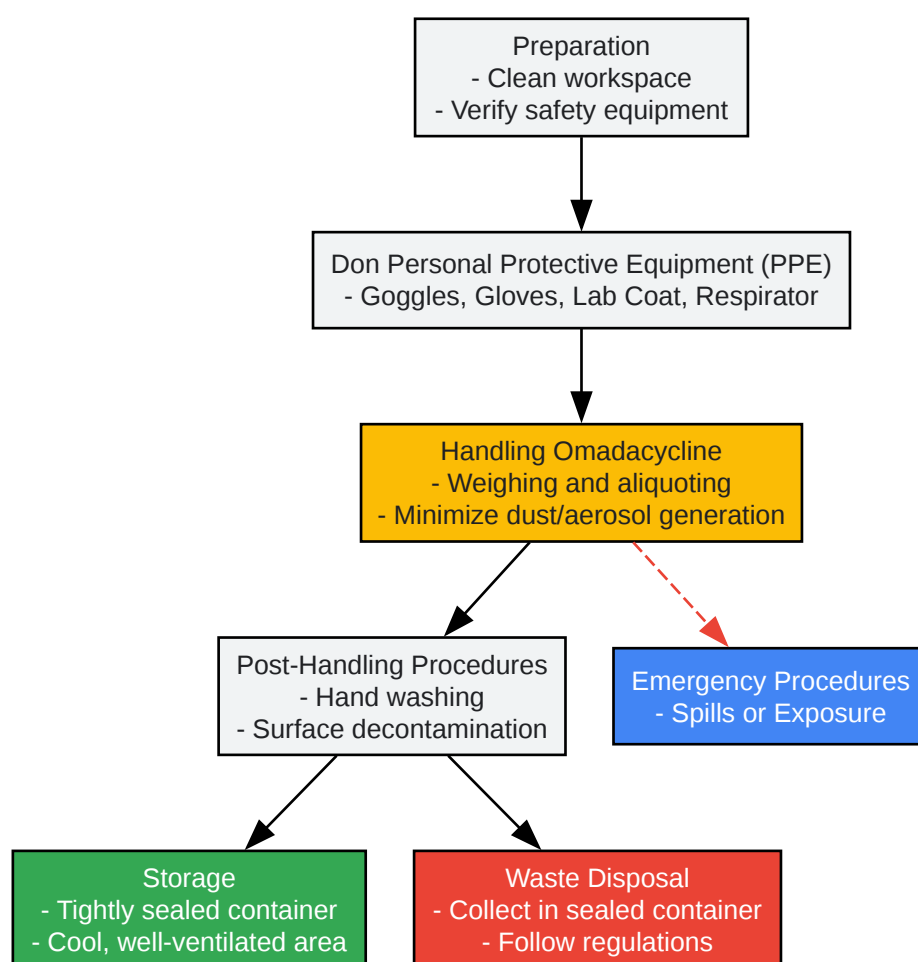 Preparation
- Clean workspace
- Verify safety equipment
Don Personal Protective Equipment (PPE)
- Goggles, Gloves, Lab Coat, Respirator
Handling Omadacycline
- Weighing and aliquoting
- Minimize dust/aerosol generation
Post-Handling Procedures
- Hand washing
- Surface decontamination
Emergency Procedures
- Spills or Exposure
Storage
- Tightly sealed container
- Cool, well-ventilated area
Waste Disposal
- Collect in sealed container
- Follow regulations